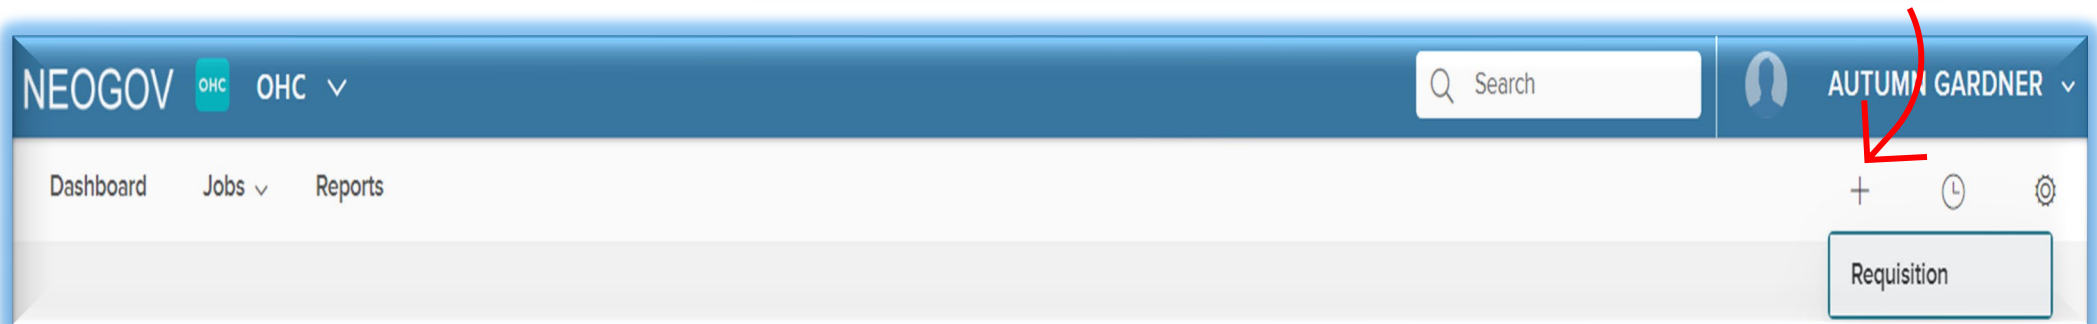 NEOGOV OHC OHC Search AUTUMN GARDNER
Dashboard Jobs Reports
Requisition